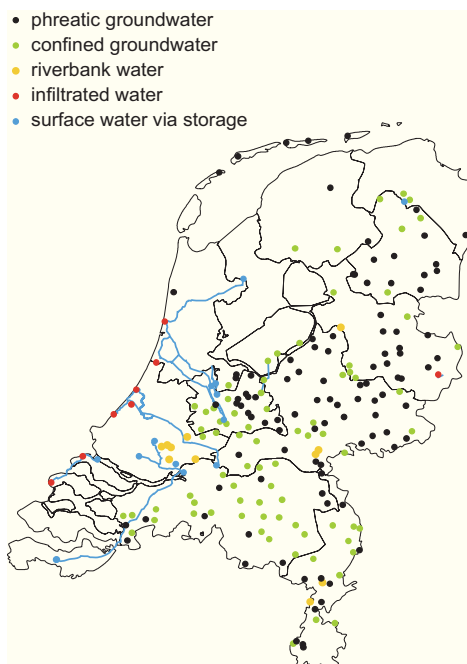 phreatic groundwater
confined groundwater
riverbank water
infiltrated water
surface water via storage